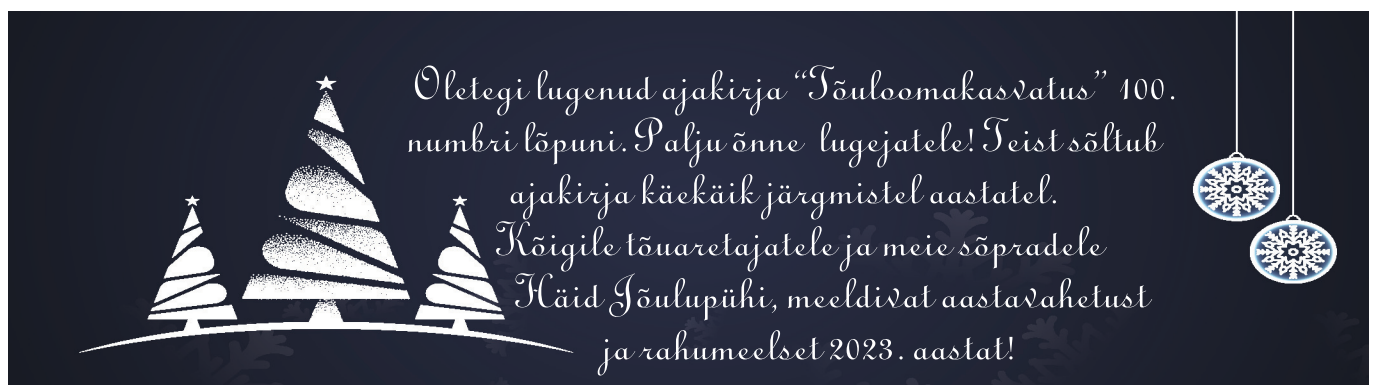 Oletegi lugenud ajakirja “Tõuloomakasvatus” 100.
numbri lõpuni. Palju õnne lugejatele! Teist sõltub
ajakirja käekäik järgmistel aastatel.
Kõigile tõuaretajatele ja meie sõpradele
Häid Jõulupühi, meeldivat aastavahetust
ja rahumeelset 2023. aastat!